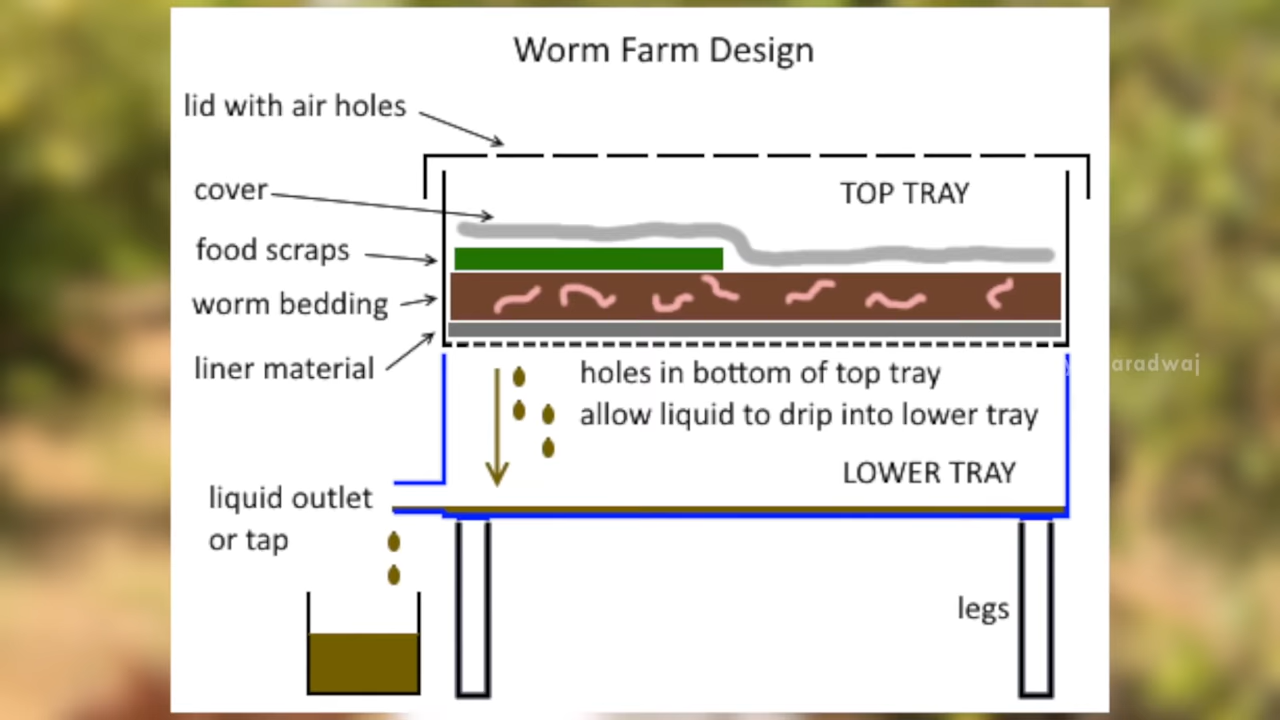 Worm Farm Design
lid with air holes
TOP TRAY
cover
food scraps
worm bedding
liner material
holes in bottom of top tray
allow liquid to drip into lower tray
LOWER TRAY
liquid outlet
or tap
legs